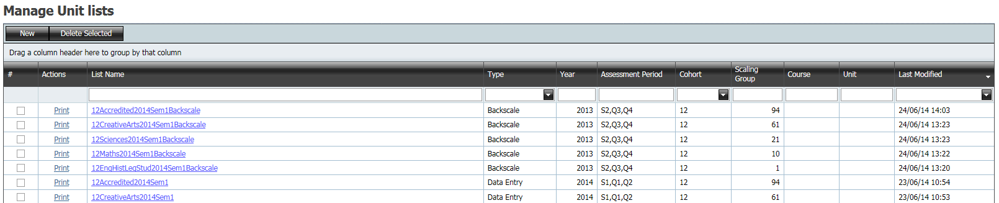 Manage Unit lists
New Delete Selected
Drag a column header here to group by that column
# Actions List Name Type Year Assessment Period Cohort Scaling Group Course Unit Last Modified
Print 12Accredited2014Sem1Backscale Backscale 2013 S2,Q3,Q4 12 94 24/06/14 14:03
Print 12CreativeArts2014Sem1Backscale Backscale 2013 S2,Q3,Q4 12 61 24/06/14 13:23
Print 12Sciences2014Sem1Backscale Backscale 2013 S2,Q3,Q4 12 21 24/06/14 13:23
Print 12Maths2014Sem1Backscale Backscale 2013 S2,Q3,Q4 12 10 24/06/14 13:22
Print 12EngHistLegStud2014Sem1Backscale Backscale 2013 S2,Q3,Q4 12 1 24/06/14 13:20
Print 12Accredited2014Sem1 Data Entry 2014 S1,Q1,Q2 12 94 23/06/14 10:54
Print 12CreativeArts2014Sem1 Data Entry 2014 S1,Q1,Q2 12 61 23/06/14 10:53